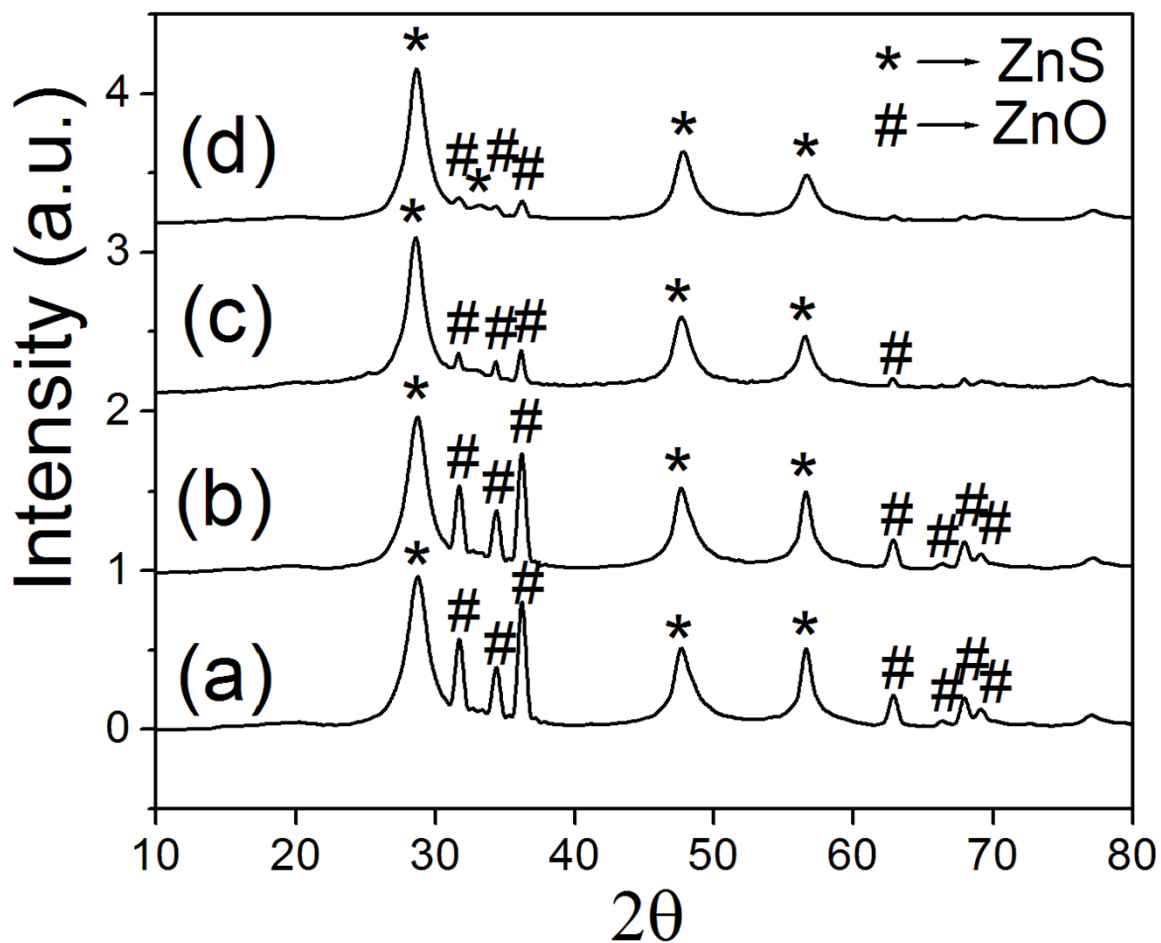 * → ZnS
# → ZnO
Intensity (a.u.)
4
3
2
1
0
(d)
* # * # # * *
(c)
* # # # * * #
(b)
* # # # * * # # # #
(a)
* # # # * * # # # #
10 20 30 40 50 60 70 80
2θ